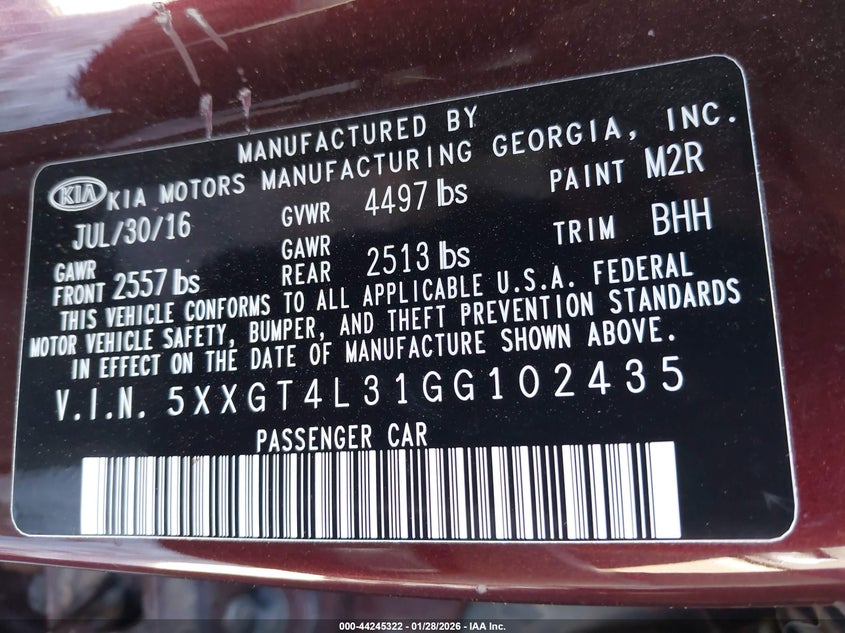 MANUFACTURED BY
KIA KIA MOTORS MANUFACTURING GEORGIA, INC.
JUL/30/16 GVWR 4497 lbs PAINT M2R
GAWR FRONT 2557 lbs GAWR REAR 2513 lbs TRIM BHH
THIS VEHICLE CONFORMS TO ALL APPLICABLE U.S.A. FEDERAL
MOTOR VEHICLE SAFETY, BUMPER, AND THEFT PREVENTION STANDARDS
IN EFFECT ON THE DATE OF MANUFACTURE SHOWN ABOVE.
V.I.N. 5XXGT4L31GG102435
PASSENGER CAR
000-44245322 | 01/28/2026 - IAA Inc.